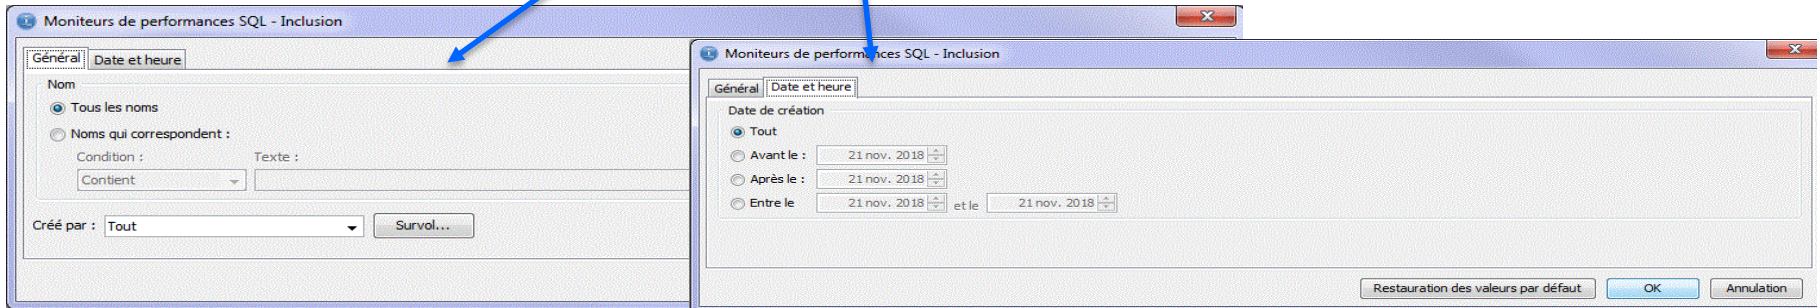 Moniteurs de performances SQL - Inclusion
Général
Date et heure
Nom
Tous les noms
Noms qui correspondent :
Condition :
Texte :
Contient
Créé par :
Tout
Survol...
Moniteurs de performances SQL - Inclusion
Général
Date et heure
Date de création
Tout
Avant le :
21 nov. 2018
Après le :
21 nov. 2018
Entre le
21 nov. 2018
et le
21 nov. 2018
Restauration des valeurs par défaut
OK
Annulation